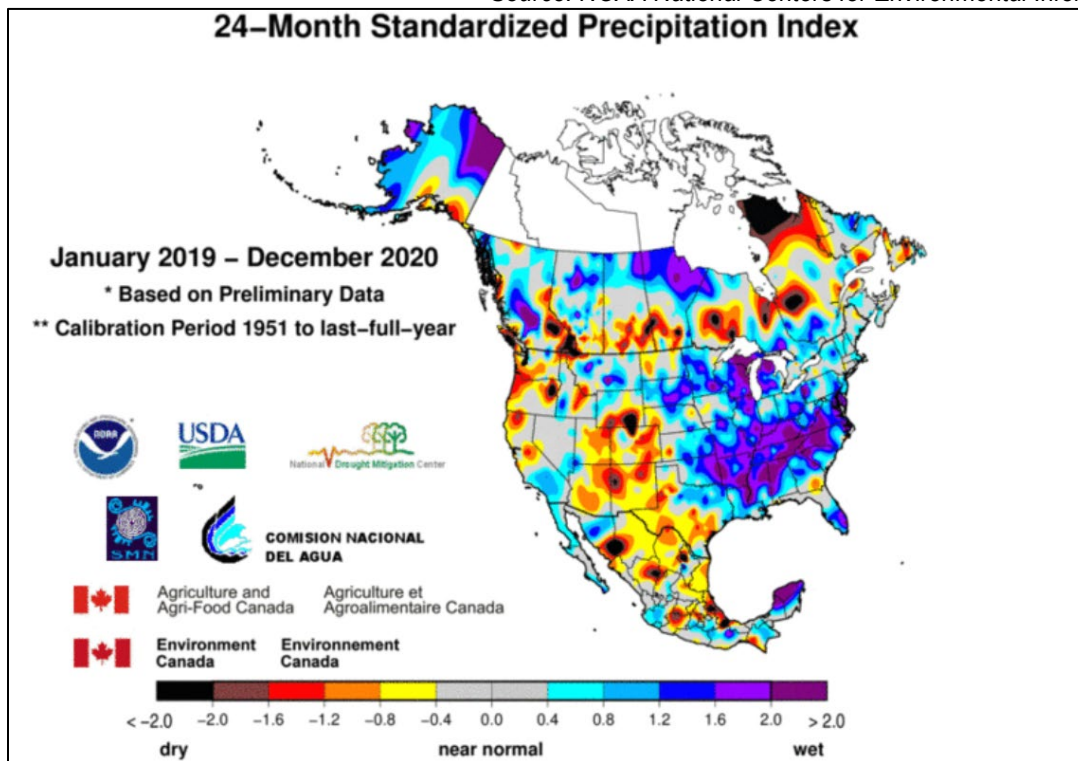 24-Month Standardized Precipitation Index
January 2019 - December 2020
* Based on Preliminary Data
** Calibration Period 1951 to last-full-year
NOAA
USDA
National Drought Mitigation Center
SMN
COMISION NACIONAL
DEL AGUA
Agriculture and Agriculture et
Agri-Food Canada Agroalimentaire Canada
Environment Environnement
Canada Canada
< -2.0 -2.0 -1.6 -1.2 -0.8 -0.4 0.0 0.4 0.8 1.2 1.6 2.0 > 2.0
dry near normal wet